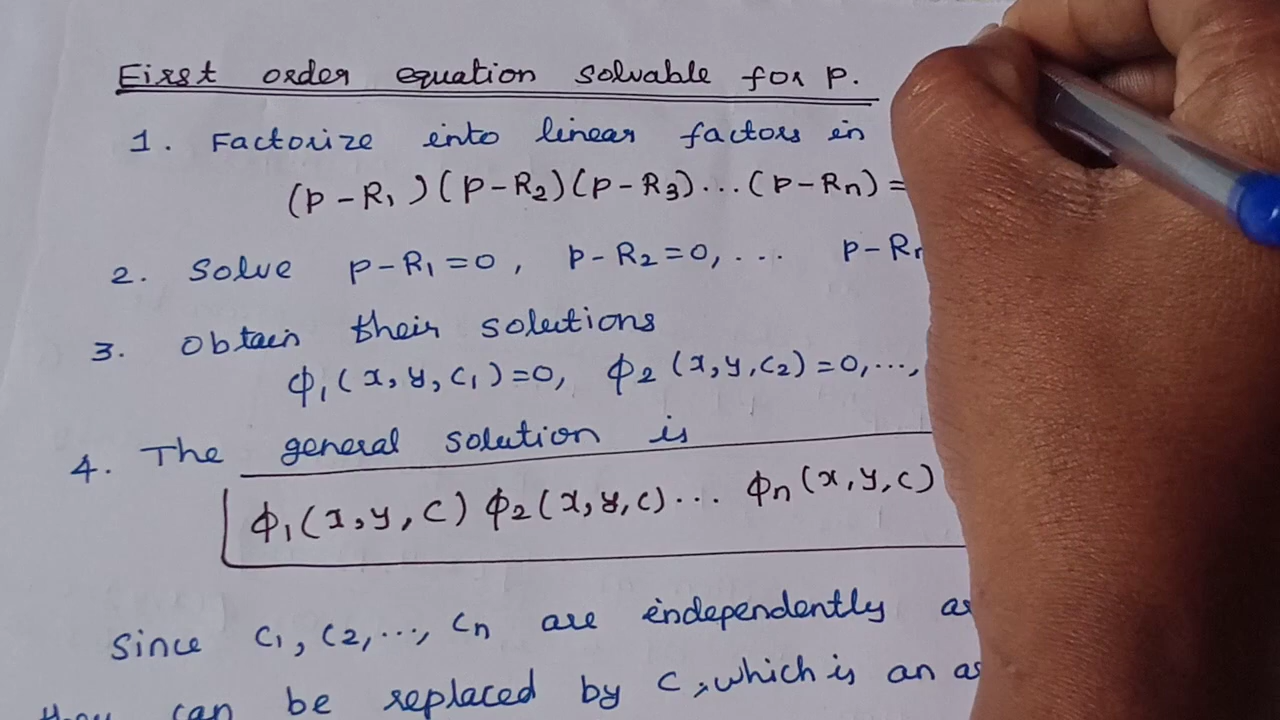 First order equation solvable for p.
1. Factorize into linear factors in
(p-R₁)(p-R₂)(p-R₃)...(p-Rn)=
2. Solve p-R₁=0, p-R₂=0,... p-R
3. Obtain their solutions
ϕ₁(x,y,c₁)=0, ϕ₂(x,y,c₂)=0,...,
4. The general solution is
ϕ₁(x,y,c) ϕ₂(x,y,c)... ϕn(x,y,c)
Since c₁, c₂,..., cn are independently
can be replaced by c, which is an